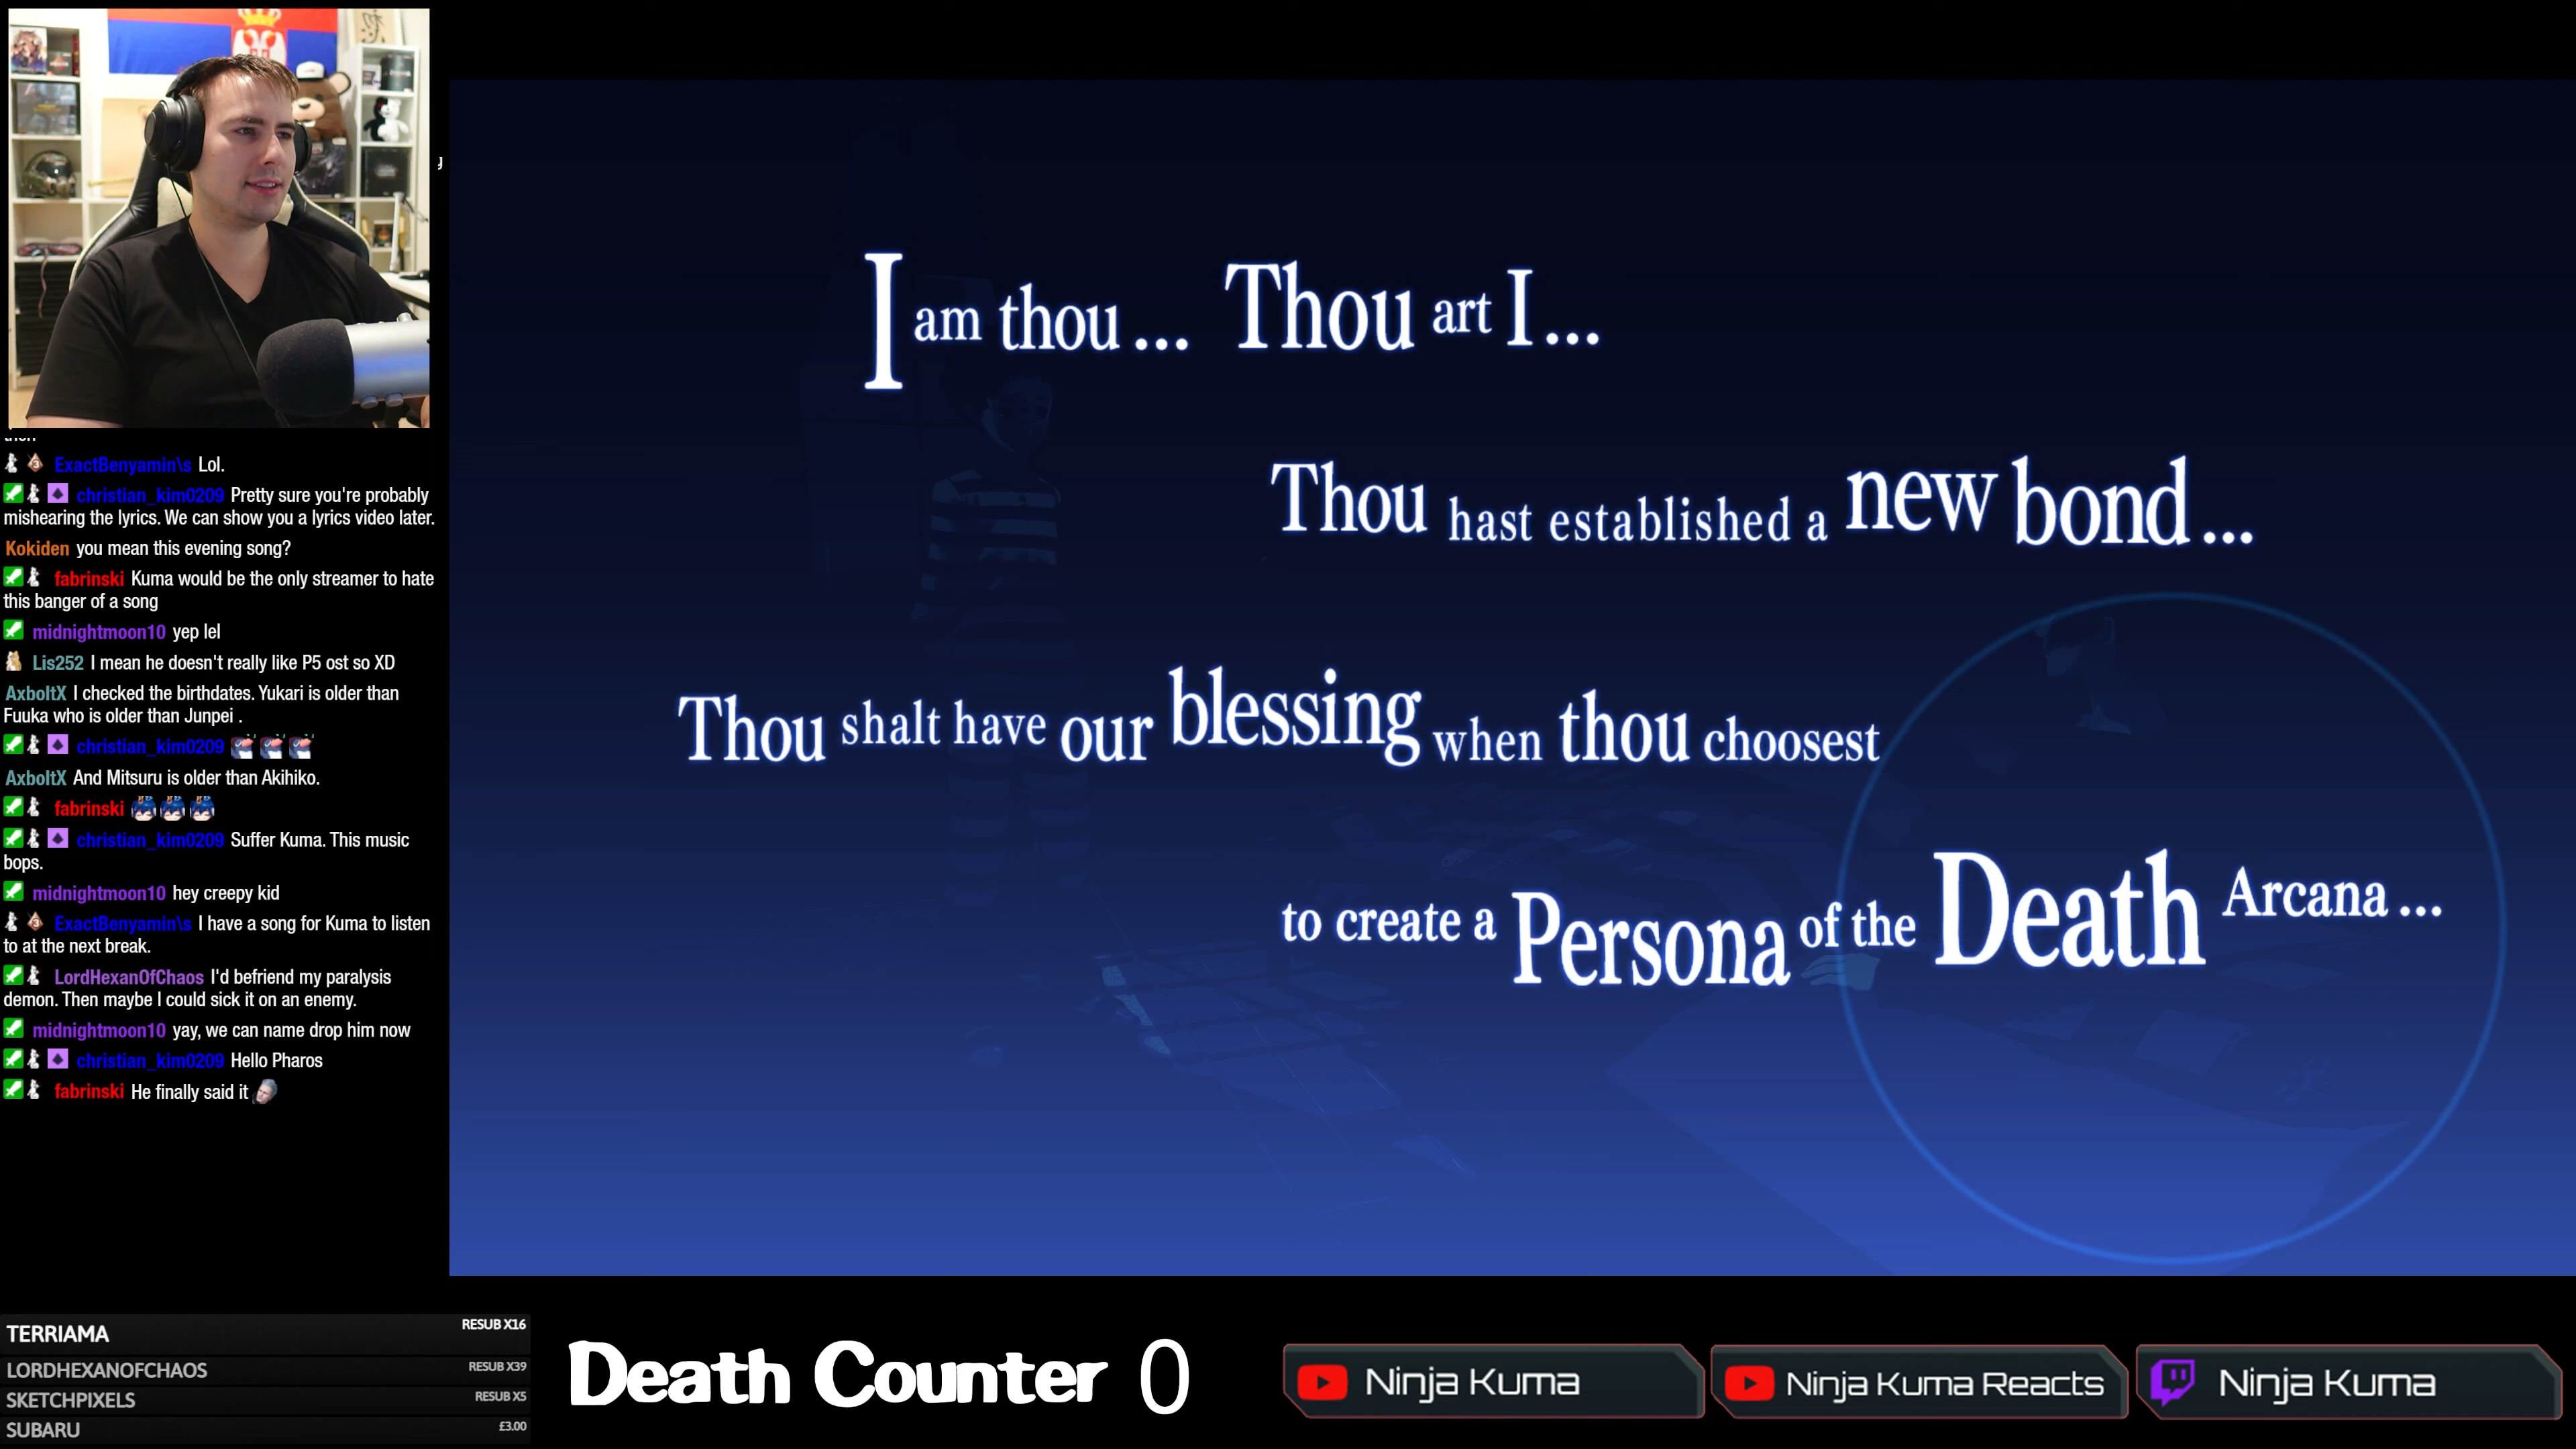 I am thou... Thou art I...
Thou hast established a new bond...
Thou shalt have our blessing when thou choosest
to create a Persona of the Death Arcana...
ExactBenyamin\s Lol.
christian_kim0209 Pretty sure you're probably
mishearing the lyrics. We can show you a lyrics video later.
Kokiden you mean this evening song?
fabrinski Kuma would be the only streamer to hate
this banger of a song
midnightmoon10 yep lel
Lis252 I mean he doesn't really like P5 ost so XD
AxboltX I checked the birthdates. Yukari is older than
Fuuka who is older than Junpei .
christian_kim0209
AxboltX And Mitsuru is older than Akihiko.
fabrinski
christian_kim0209 Suffer Kuma. This music
bops.
midnightmoon10 hey creepy kid
ExactBenyamin\s I have a song for Kuma to listen
to at the next break.
LordHexanOfChaos I'd befriend my paralysis
demon. Then maybe I could sick it on an enemy.
midnightmoon10 yay, we can name drop him now
christian_kim0209 Hello Pharos
fabrinski He finally said it
TERRIAMA RESUB X16
LORDHEXANOFCHAOS RESUB X39
SKETCHPIXELS RESUB X5
SUBARU £3.00
Death Counter 0
Ninja Kuma
Ninja Kuma Reacts
Ninja Kuma